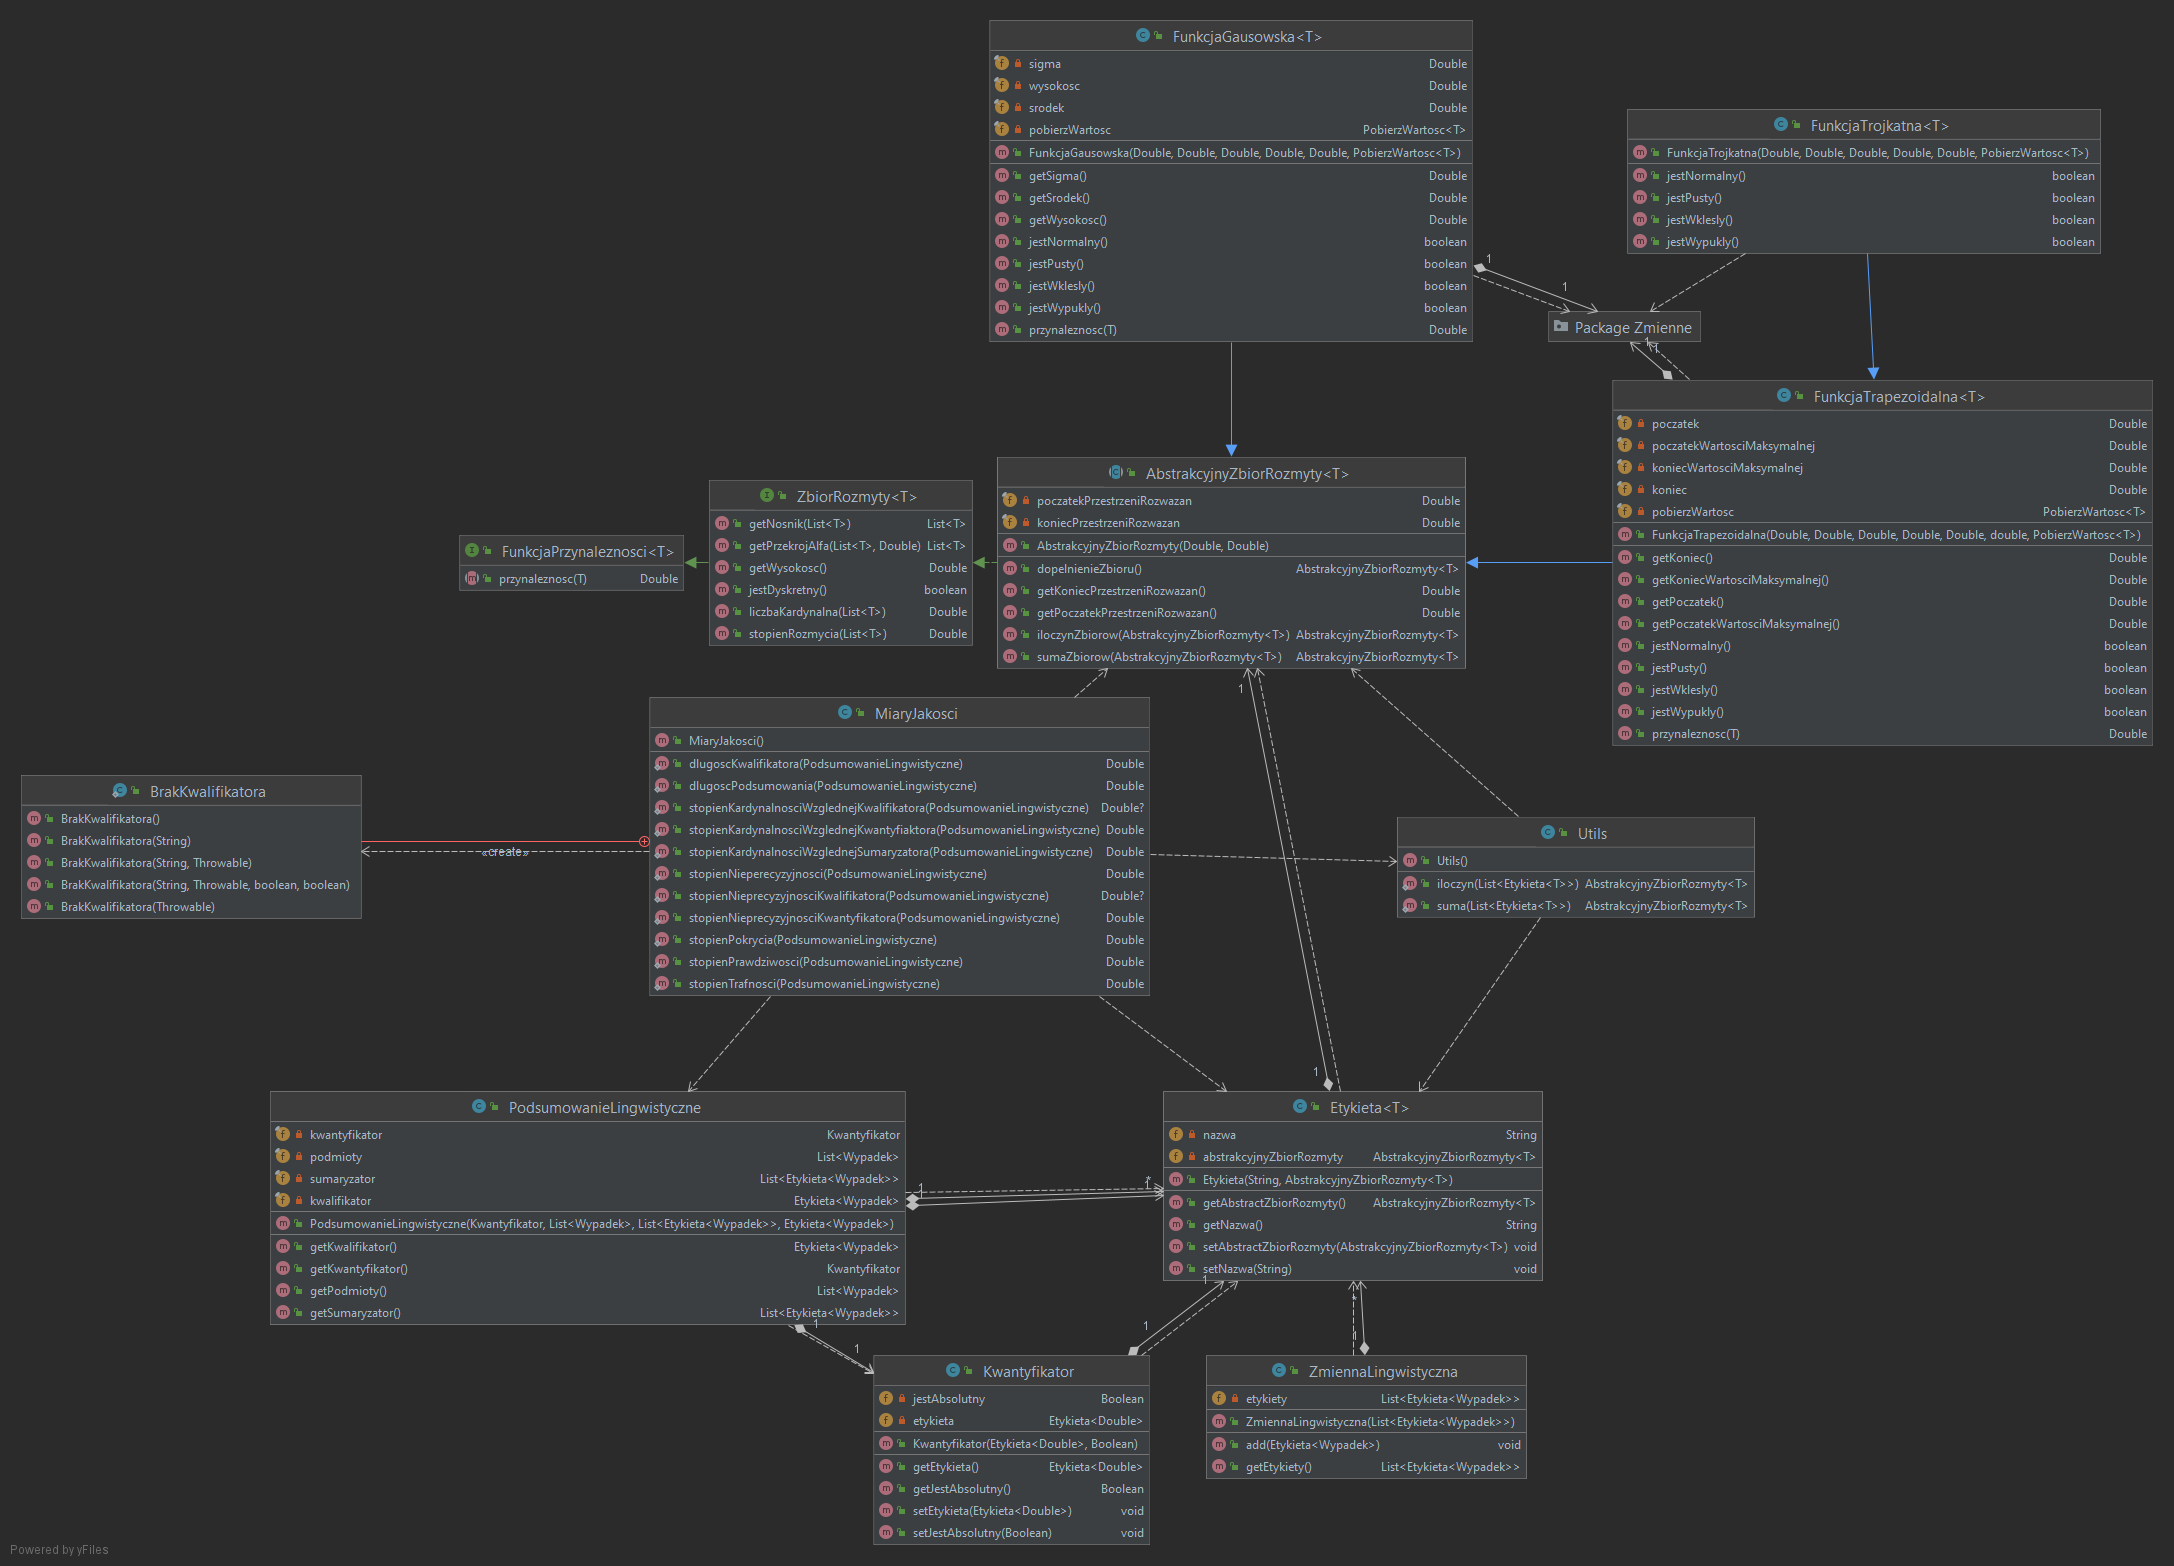 FunkcjaGausowska<T>
sigma Double
wysokosc Double
srodek Double
pobierzWartosc PobierzWartosc<T>
FunkcjaGausowska(Double, Double, Double, Double, Double, PobierzWartosc<T>)
getSigma() Double
getSrodek() Double
getWysokosc() Double
jestNormalny() boolean
jestPusty() boolean
jestWklesly() boolean
jestWypukly() boolean
przynaleznosc(T) Double
FunkcjaTrojkatna<T>
FunkcjaTrojkatna(Double, Double, Double, Double, Double, PobierzWartosc<T>)
jestNormalny() boolean
jestPusty() boolean
jestWklesly() boolean
jestWypukly() boolean
1
1
Package Zmienne
1
1
FunkcjaTrapezoidalna<T>
poczatek Double
poczatekWartosciMaksymalnej Double
koniecWartosciMaksymalnej Double
koniec Double
pobierzWartosc PobierzWartosc<T>
FunkcjaTrapezoidalna(Double, Double, Double, Double, Double, double, PobierzWartosc<T>)
getKoniec() Double
getKoniecWartosciMaksymalnej() Double
getPoczatek() Double
getPoczatekWartosciMaksymalnej() Double
jestNormalny() boolean
jestPusty() boolean
jestWklesly() boolean
jestWypukly() boolean
przynaleznosc(T) Double
AbstrakcyjnyZbiorRozmyty<T>
poczatekPrzestrzeniRozwazan Double
koniecPrzestrzeniRozwazan Double
AbstrakcyjnyZbiorRozmyty(Double, Double)
dopelnienieZbioru() AbstrakcyjnyZbiorRozmyty<T>
getKoniecPrzestrzeniRozwazan() Double
getPoczatekPrzestrzeniRozwazan() Double
iloczynZbiorow(AbstrakcyjnyZbiorRozmyty<T>) AbstrakcyjnyZbiorRozmyty<T>
sumaZbiorow(AbstrakcyjnyZbiorRozmyty<T>) AbstrakcyjnyZbiorRozmyty<T>
ZbiorRozmyty<T>
getNosnik(List<T>) List<T>
getPrzekrojAlfa(List<T>, Double) List<T>
getWysokosc() Double
jestDyskretny() boolean
liczbaKardynalna(List<T>) Double
stopienRozmycia(List<T>) Double
FunkcjaPrzynaleznosci<T>
przynaleznosc(T) Double
1
MiaryJakosci
MiaryJakosci()
dlugoscKwalifikatora(PodsumowanieLingwistyczne) Double
dlugoscPodsumowania(PodsumowanieLingwistyczne) Double
stopienKardynalnosciWzglednejKwalifikatora(PodsumowanieLingwistyczne) Double?
stopienKardynalnosciWzglednejKwantyfiaktora(PodsumowanieLingwistyczne) Double
stopienKardynalnosciWzglednejSumaryzatora(PodsumowanieLingwistyczne) Double
stopienNieperecyzyjnosci(PodsumowanieLingwistyczne) Double
stopienNieprecyzyjnosciKwalifikatora(PodsumowanieLingwistyczne) Double?
stopienNieprecyzyjnosciKwantyfikatora(PodsumowanieLingwistyczne) Double
stopienPokrycia(PodsumowanieLingwistyczne) Double
stopienPrawdziwosci(PodsumowanieLingwistyczne) Double
stopienTrafnosci(PodsumowanieLingwistyczne) Double
BrakKwalifikatora
BrakKwalifikatora()
BrakKwalifikatora(String)
BrakKwalifikatora(String, Throwable)
BrakKwalifikatora(String, Throwable, boolean, boolean)
BrakKwalifikatora(Throwable)
«create»
Utils
Utils()
iloczyn(List<Etykieta<T>>) AbstrakcyjnyZbiorRozmyty<T>
suma(List<Etykieta<T>>) AbstrakcyjnyZbiorRozmyty<T>
1
PodsumowanieLingwistyczne
kwantyfikator Kwantyfikator
podmioty List<Wypadek>
sumaryzator List<Etykieta<Wypadek>>
kwalifikator Etykieta<Wypadek>
PodsumowanieLingwistyczne(Kwantyfikator, List<Wypadek>, List<Etykieta<Wypadek>>, Etykieta<Wypadek>)
getKwalifikator() Etykieta<Wypadek>
getKwantyfikator() Kwantyfikator
getPodmioty() List<Wypadek>
getSumaryzator() List<Etykieta<Wypadek>>
1
Etykieta<T>
nazwa String
abstrakcyjnyZbiorRozmyty AbstrakcyjnyZbiorRozmyty<T>
Etykieta(String, AbstrakcyjnyZbiorRozmyty<T>)
getAbstractZbiorRozmyty() AbstrakcyjnyZbiorRozmyty<T>
getNazwa() String
setAbstractZbiorRozmyty(AbstrakcyjnyZbiorRozmyty<T>) void
setNazwa(String) void
1
1
1
1
*
1
Kwantyfikator
jestAbsolutny Boolean
etykieta Etykieta<Double>
Kwantyfikator(Etykieta<Double>, Boolean)
getEtykieta() Etykieta<Double>
getJestAbsolutny() Boolean
setEtykieta(Etykieta<Double>) void
setJestAbsolutny(Boolean) void
ZmiennaLingwistyczna
etykiety List<Etykieta<Wypadek>>
ZmiennaLingwistyczna(List<Etykieta<Wypadek>>)
add(Etykieta<Wypadek>) void
getEtykiety() List<Etykieta<Wypadek>>
Powered by yFiles